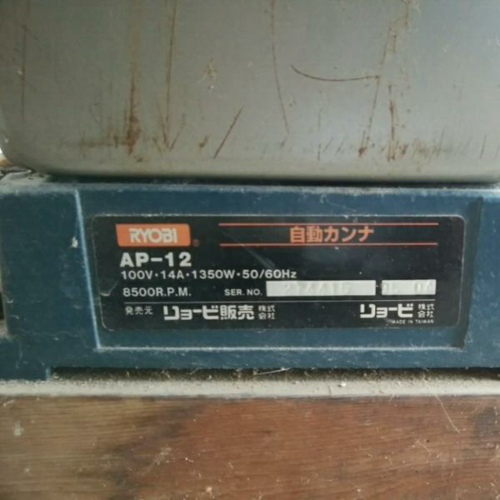 RYOBI
自動カンナ
AP-12
100V・14A・1350W・50/60Hz
8500R.P.M. SER. NO.
発売元 リョービ販売株式会社 リョービ株式会社
MADE IN TAIWAN